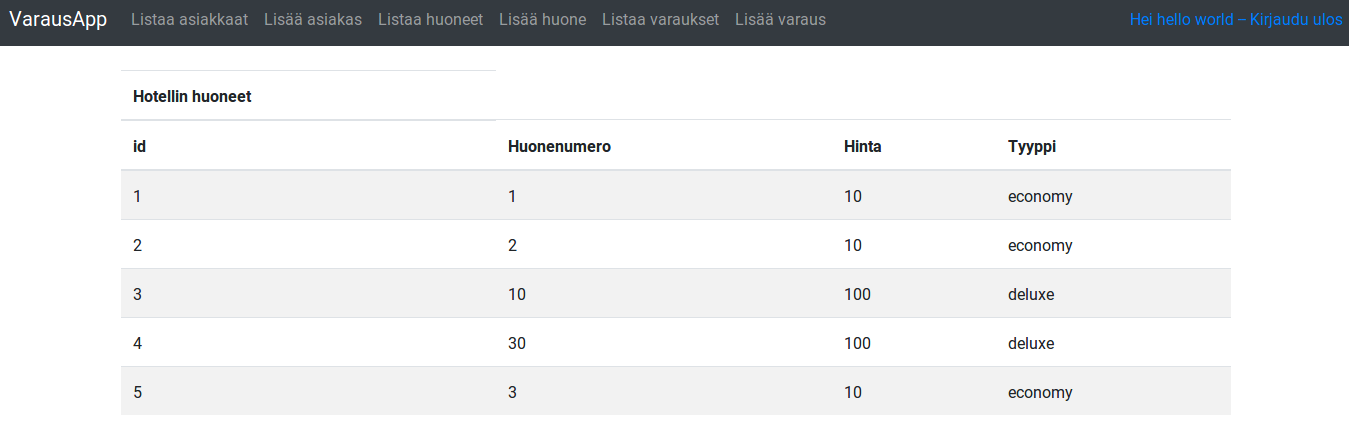 VarausApp Listaa asiakkaat Lisää asiakas Listaa huoneet Lisää huone Listaa varaukset Lisää varaus Hei hello world – Kirjaudu ulos
Hotellin huoneet
id Huonenumero Hinta Tyyppi
1 1 10 economy
2 2 10 economy
3 10 100 deluxe
4 30 100 deluxe
5 3 10 economy